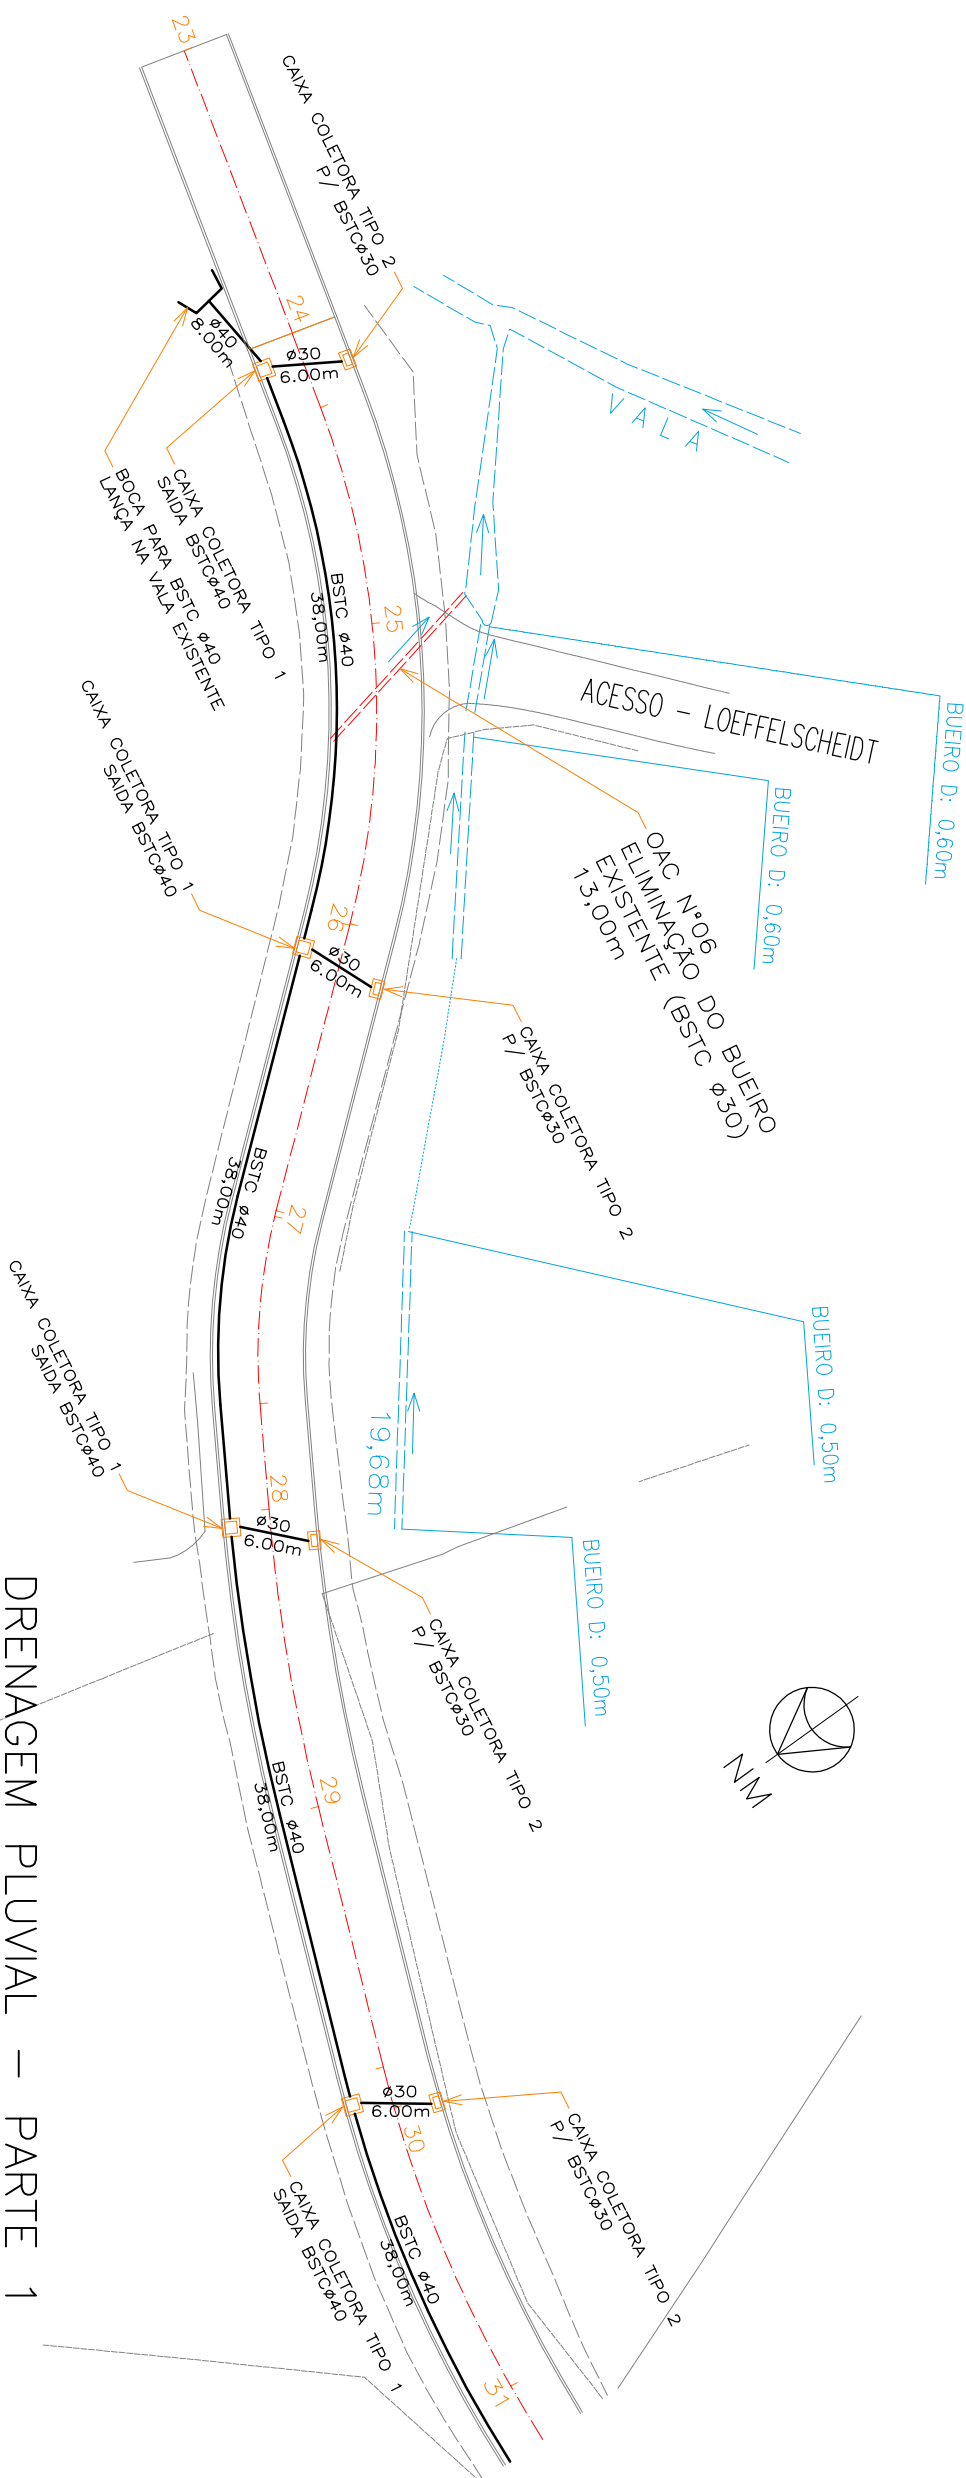 23
CAIXA COLETORA TIPO 2
P/ BSTCø30
24
ø30
6.00m
ø40
8.00m
CAIXA COLETORA TIPO 1
SAIDA BSTCø40
BOCA PARA BSTC ø40
LANÇA NA VALA EXISTENTE
VALA
BSTC ø40
38,00m
25
ACESSO - LOEFFELSCHEIDT
BUEIRO D: 0,60m
BUEIRO D: 0,60m
OAC N°06
ELIMINAÇÃO DO BUEIRO
EXISTENTE (BSTC ø30)
13,00m
CAIXA COLETORA TIPO 1
SAIDA BSTCø40
26
ø30
6.00m
CAIXA COLETORA TIPO 2
P/ BSTCø30
BSTC ø40
38,00m
27
BUEIRO D: 0,50m
19,68m
BUEIRO D: 0,50m
CAIXA COLETORA TIPO 1
SAIDA BSTCø40
28
ø30
6.00m
CAIXA COLETORA TIPO 2
P/ BSTCø30
NM
BSTC ø40
38,00m
29
ø30
6.00m
30
CAIXA COLETORA TIPO 2
P/ BSTCø30
CAIXA COLETORA TIPO 1
SAIDA BSTCø40
BSTC ø40
38,00m
31
DRENAGEM PLUVIAL - PARTE 1